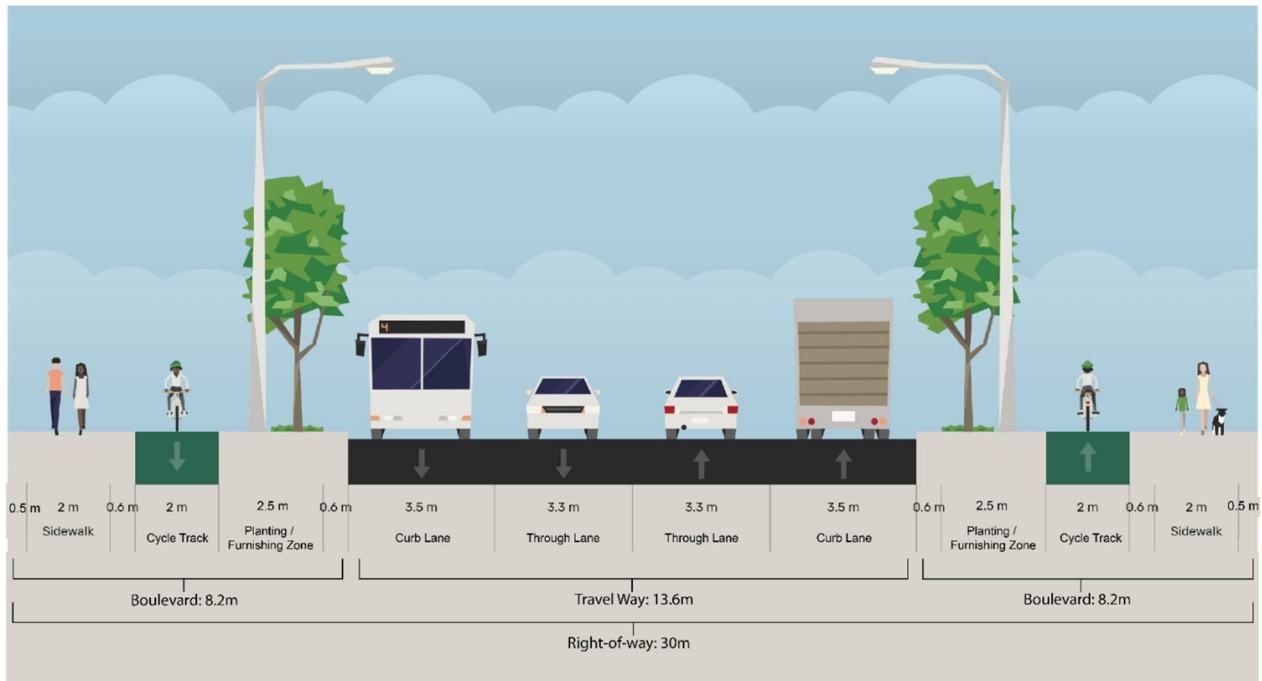 4
0.5 m 2 m 0.6 m 2 m 2.5 m 0.6 m 3.5 m 3.3 m 3.3 m 3.5 m 0.6 m 2.5 m 2 m 0.6 m 2 m 0.5 m
Sidewalk Cycle Track Planting / Curb Lane Through Lane Through Lane Curb Lane Planting / Cycle Track Sidewalk
Furnishing Zone Furnishing Zone
Boulevard: 8.2m Travel Way: 13.6m Boulevard: 8.2m
Right-of-way: 30m